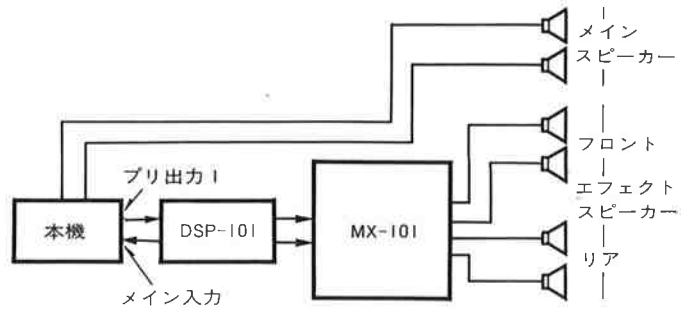 メイン
スピーカー
フロント
エフェクト
スピーカー
リア
プリ出力1
本機
DSP-101
MX-101
メイン入力